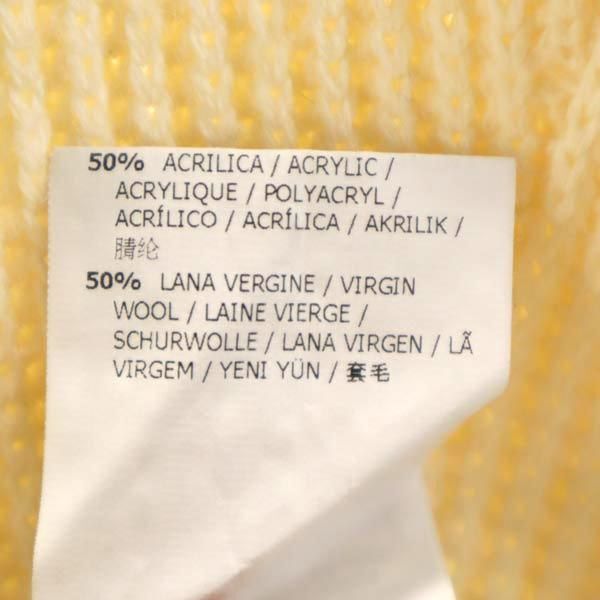 50% ACRILICA / ACRYLIC /
ACRYLIQUE / POLYACRYL /
ACRÍLICO / ACRÍLICA / AKRILIK /
腈纶
50% LANA VERGINE / VIRGIN
WOOL / LAINE VIERGE /
SCHURWOLLE / LANA VIRGEN / LÃ
VIRGEM / YENI YÜN / 套毛